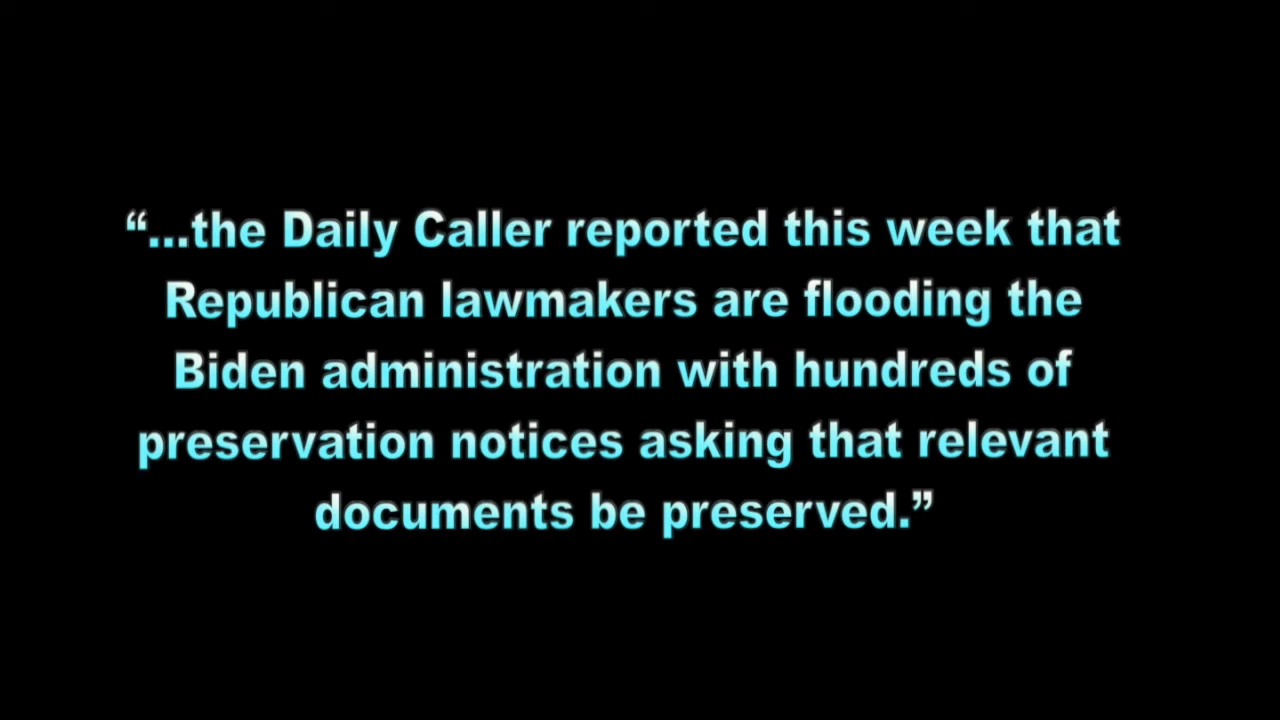 “...the Daily Caller reported this week that
Republican lawmakers are flooding the
Biden administration with hundreds of
preservation notices asking that relevant
documents be preserved.”